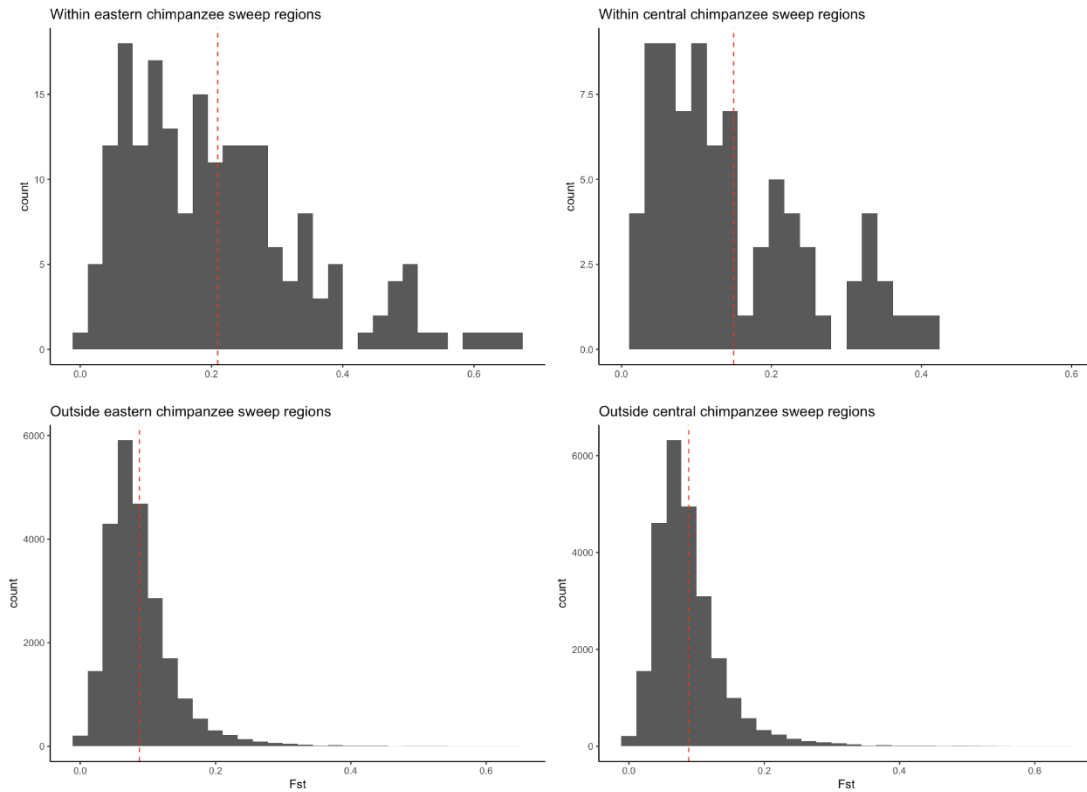 Within eastern chimpanzee sweep regions
Within central chimpanzee sweep regions
15
10
5
0
count
0.0 0.2 0.4 0.6
7.5
5.0
2.5
0.0
count
0.0 0.2 0.4 0.6
Outside eastern chimpanzee sweep regions
Outside central chimpanzee sweep regions
6000
4000
2000
0
count
0.0 0.2 0.4 0.6
Fst
6000
4000
2000
0
count
0.0 0.2 0.4 0.6
Fst